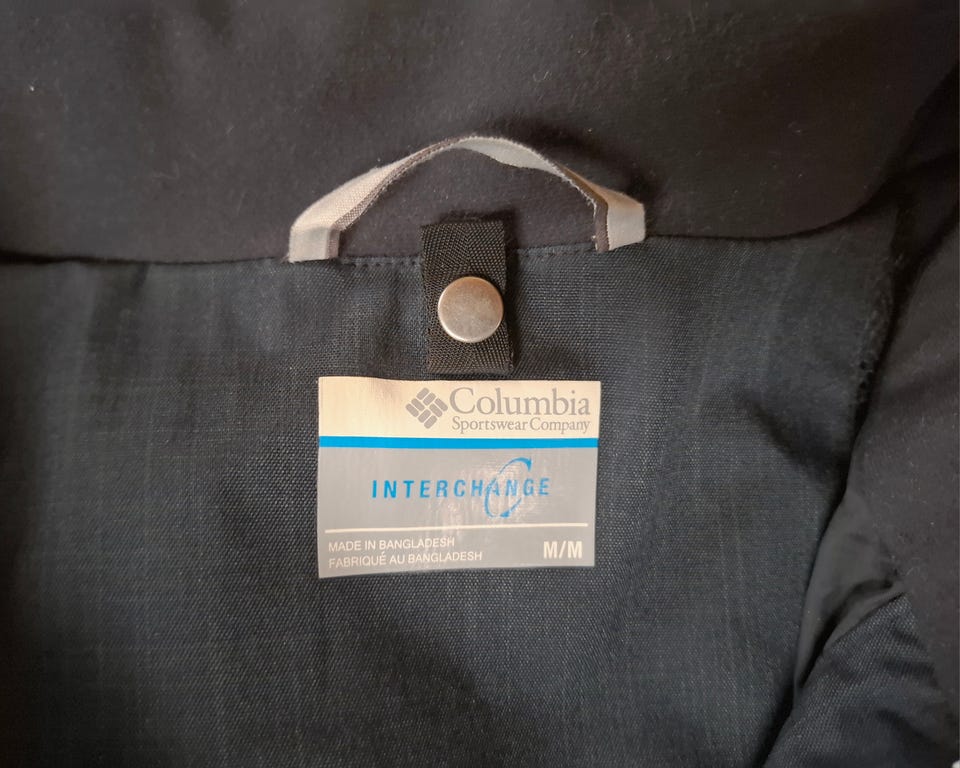 Columbia
Sportswear Company
INTERCHANGE
MADE IN BANGLADESH
FABRIQUÉ AU BANGLADESH
M/M